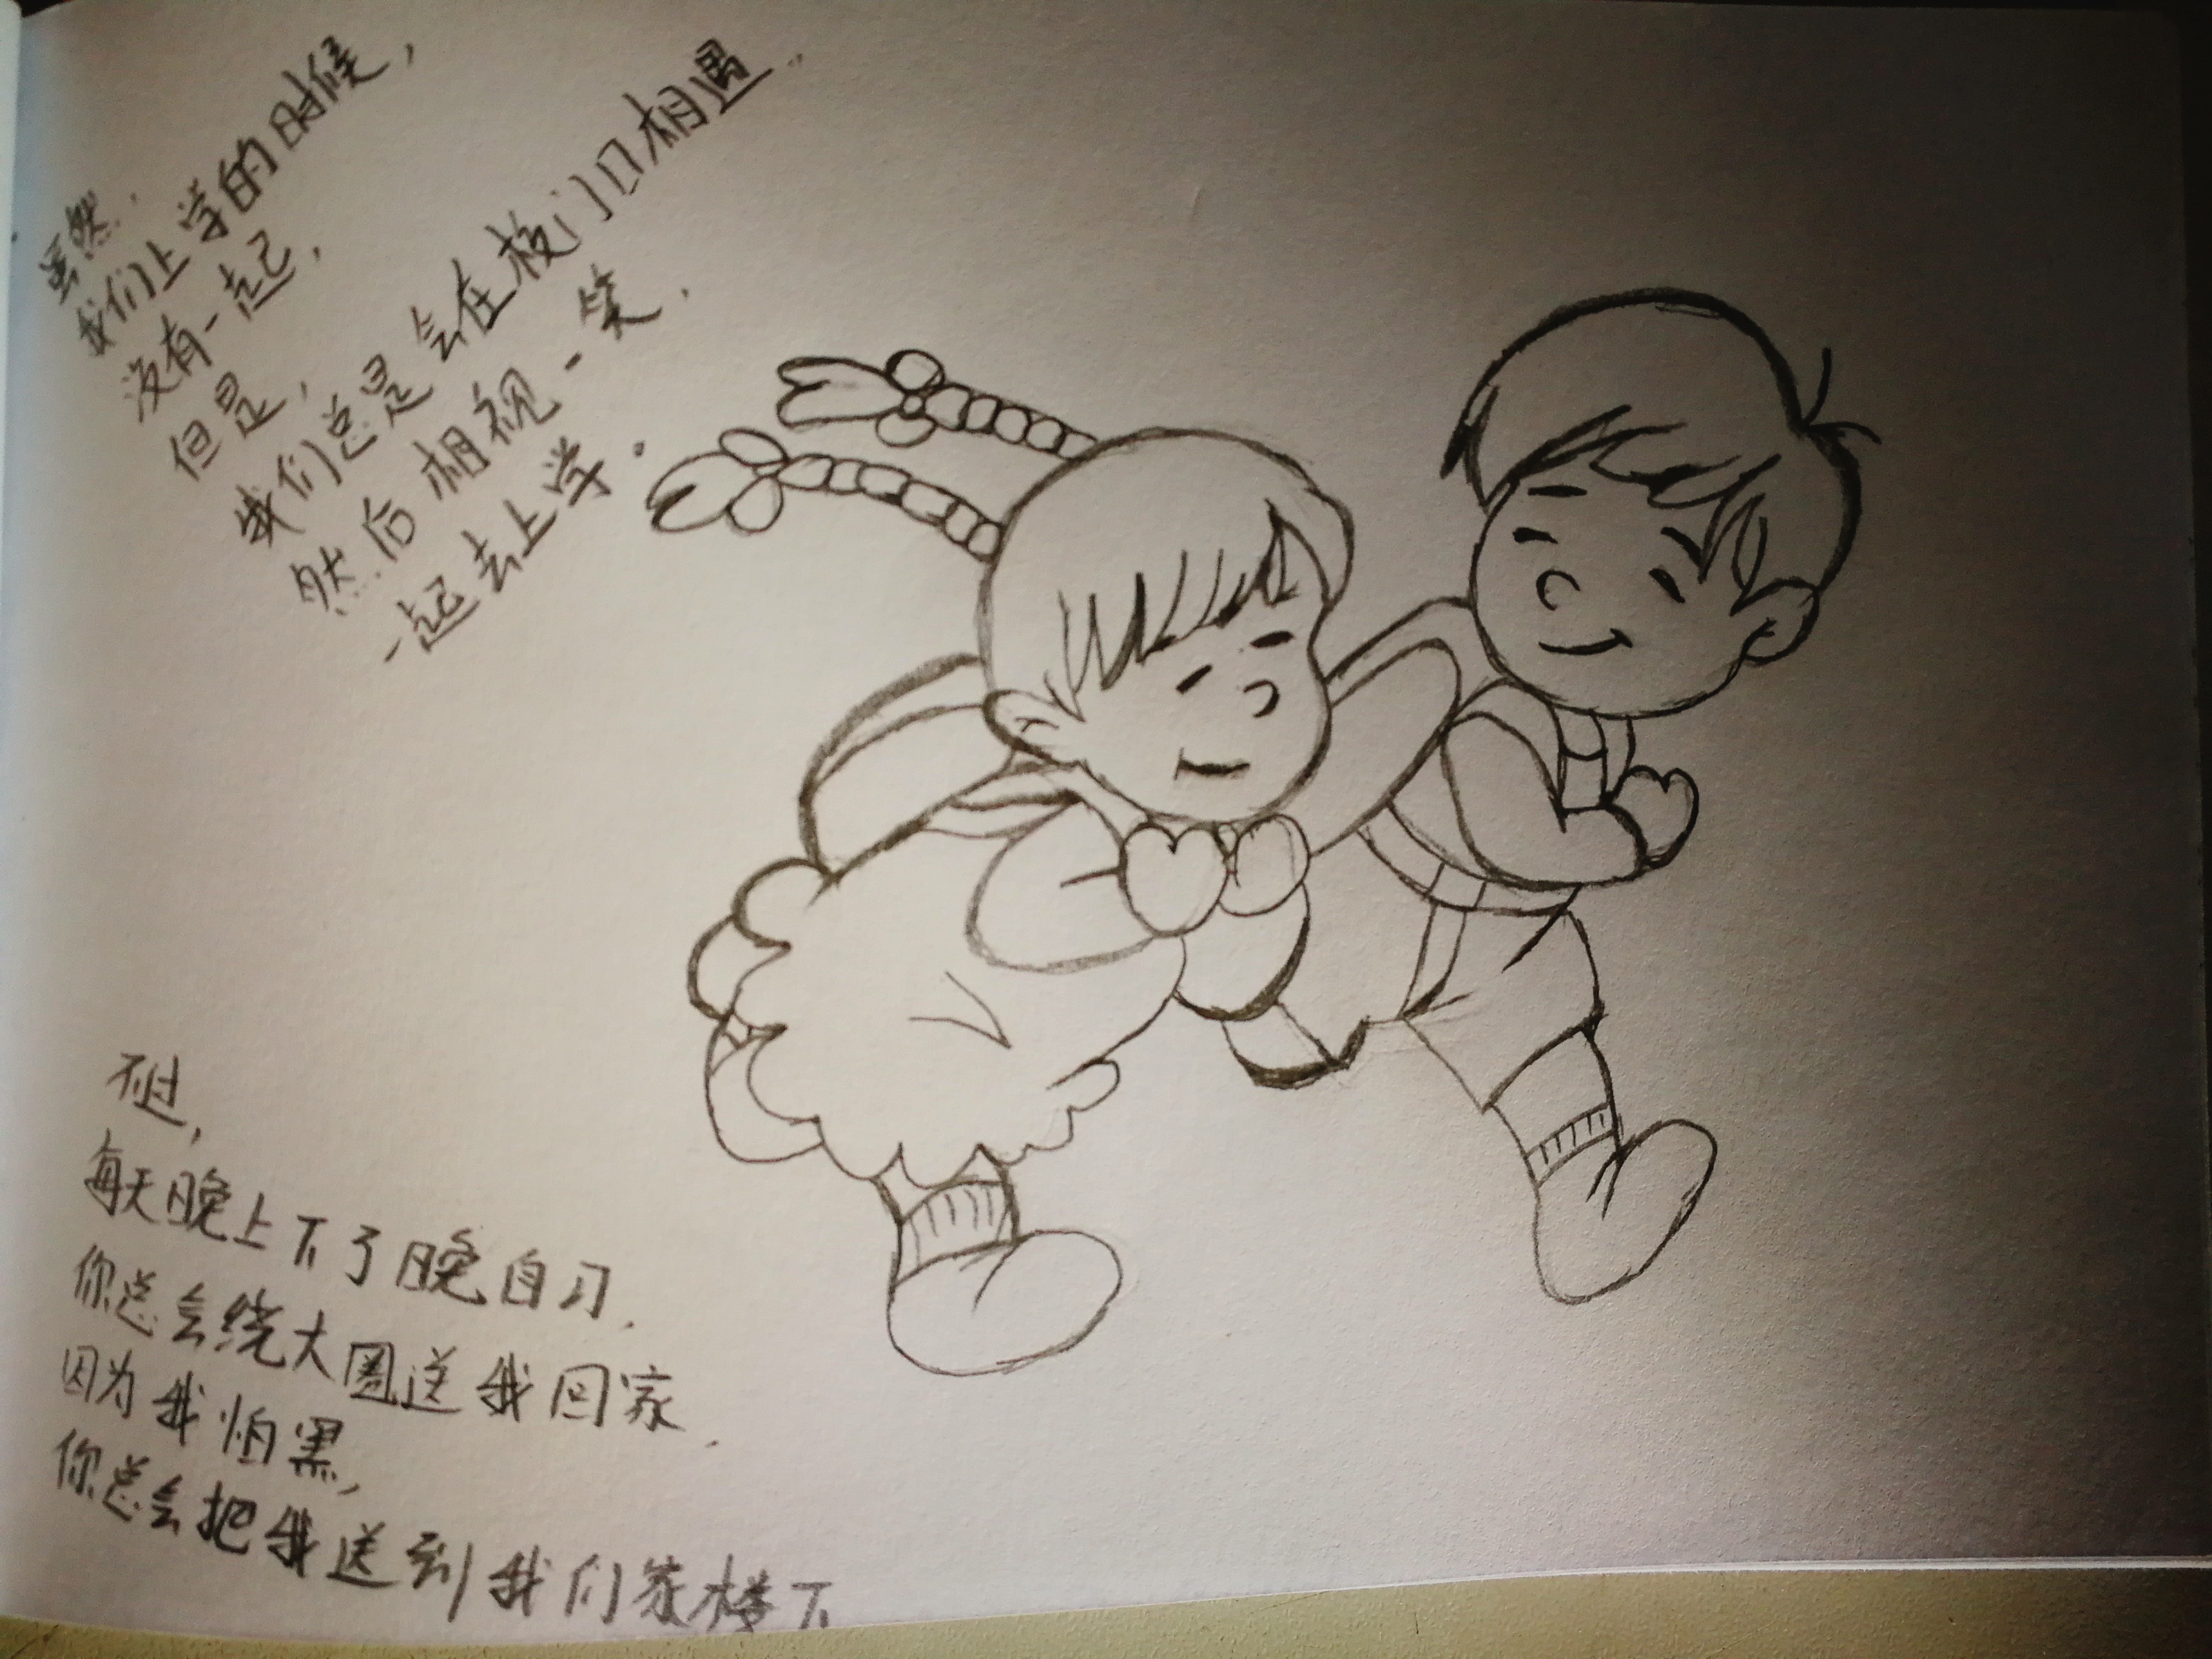 虽然,
我们上学的时候,
没有一起,
但是,
我们总是会在校门口相遇.
然后相视一笑.
一起去上学.
不过,
每天晚上下了晚自习.
你总会绕大圈送我回家.
因为我怕黑,
你总会把我送到我们家楼下